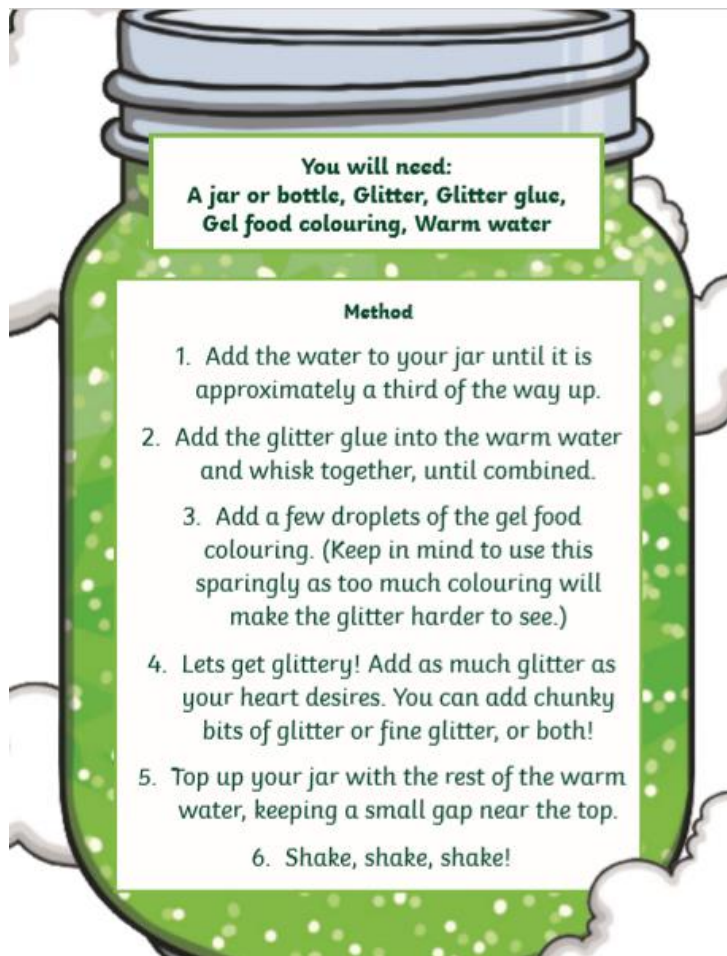 You will need:
A jar or bottle, Glitter, Glitter glue,
Gel food colouring, Warm water
Method
1. Add the water to your jar until it is
approximately a third of the way up.
2. Add the glitter glue into the warm water
and whisk together, until combined.
3. Add a few droplets of the gel food
colouring. (Keep in mind to use this
sparingly as too much colouring will
make the glitter harder to see.)
4. Lets get glittery! Add as much glitter as
your heart desires. You can add chunky
bits of glitter or fine glitter, or both!
5. Top up your jar with the rest of the warm
water, keeping a small gap near the top.
6. Shake, shake, shake!